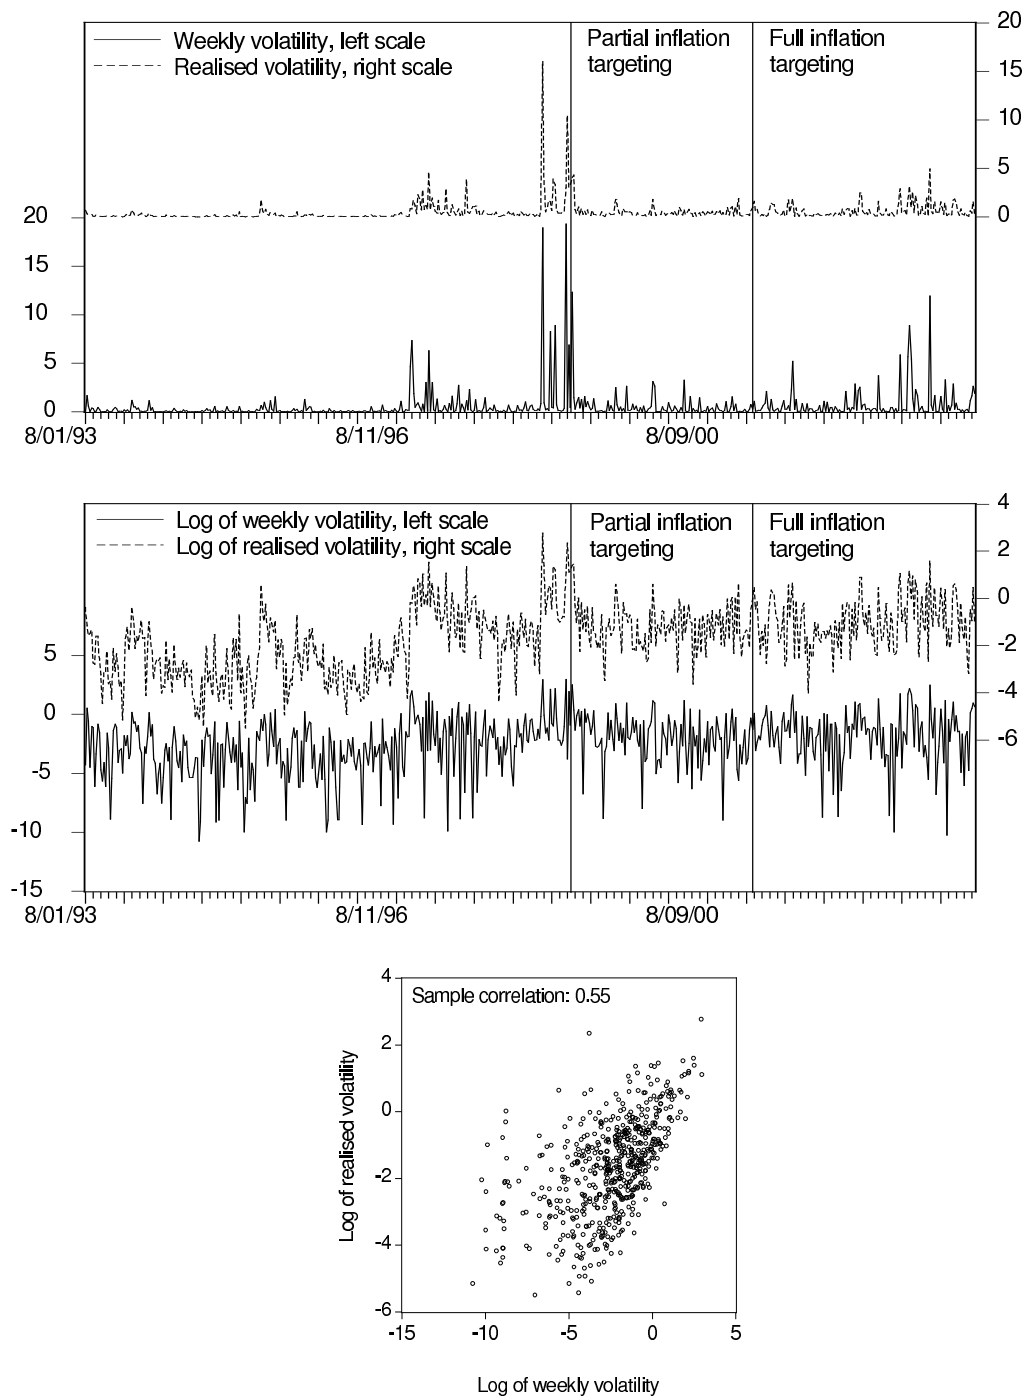 Weekly volatility, left scale
Realised volatility, right scale
Partial inflation
targeting
Full inflation
targeting
20
15
10
5
0
20
15
10
5
0
8/01/93
8/11/96
8/09/00
Log of weekly volatility, left scale
Log of realised volatility, right scale
Partial inflation
targeting
Full inflation
targeting
4
2
0
-2
-4
-6
5
0
-5
-10
-15
8/01/93
8/11/96
8/09/00
Sample correlation: 0.55
Log of realised volatility
4
2
0
-2
-4
-6
-15
-10
-5
0
5
Log of weekly volatility